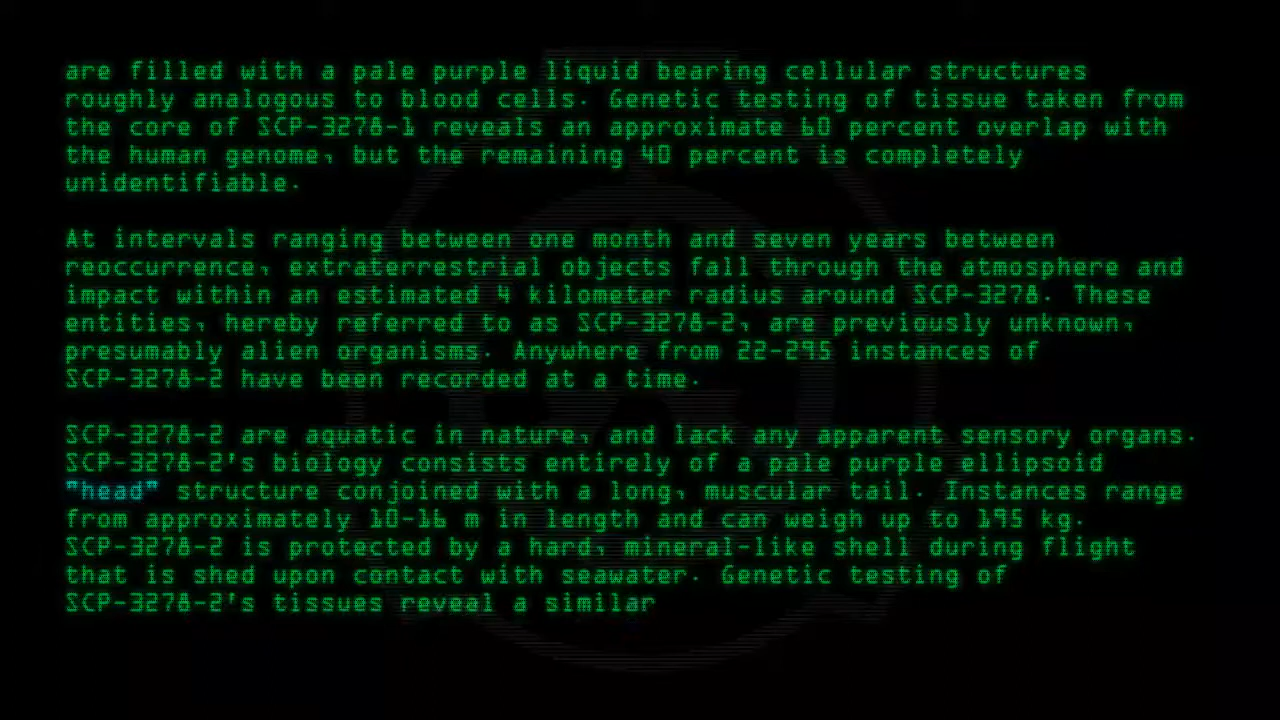 are filled with a pale purple liquid bearing cellular structures
roughly analogous to blood cells. Genetic testing of tissue taken from
the core of SCP-3278-1 reveals an approximate 60 percent overlap with
the human genome, but the remaining 40 percent is completely
unidentifiable.
At intervals ranging between one month and seven years between
reoccurrence, extraterrestrial objects fall through the atmosphere and
impact within an estimated 4 kilometer radius around SCP-3278. These
entities, hereby referred to as SCP-3278-2, are previously unknown,
presumably alien organisms. Anywhere from 22-295 instances of
SCP-3278-2 have been recorded at a time.
SCP-3278-2 are aquatic in nature, and lack any apparent sensory organs.
SCP-3278-2's biology consists entirely of a pale purple ellipsoid
"head" structure conjoined with a long, muscular tail. Instances range
from approximately 10-16 m in length and can weigh up to 195 kg.
SCP-3278-2 is protected by a hard, mineral-like shell during flight
that is shed upon contact with seawater. Genetic testing of
SCP-3278-2's tissues reveal a similar